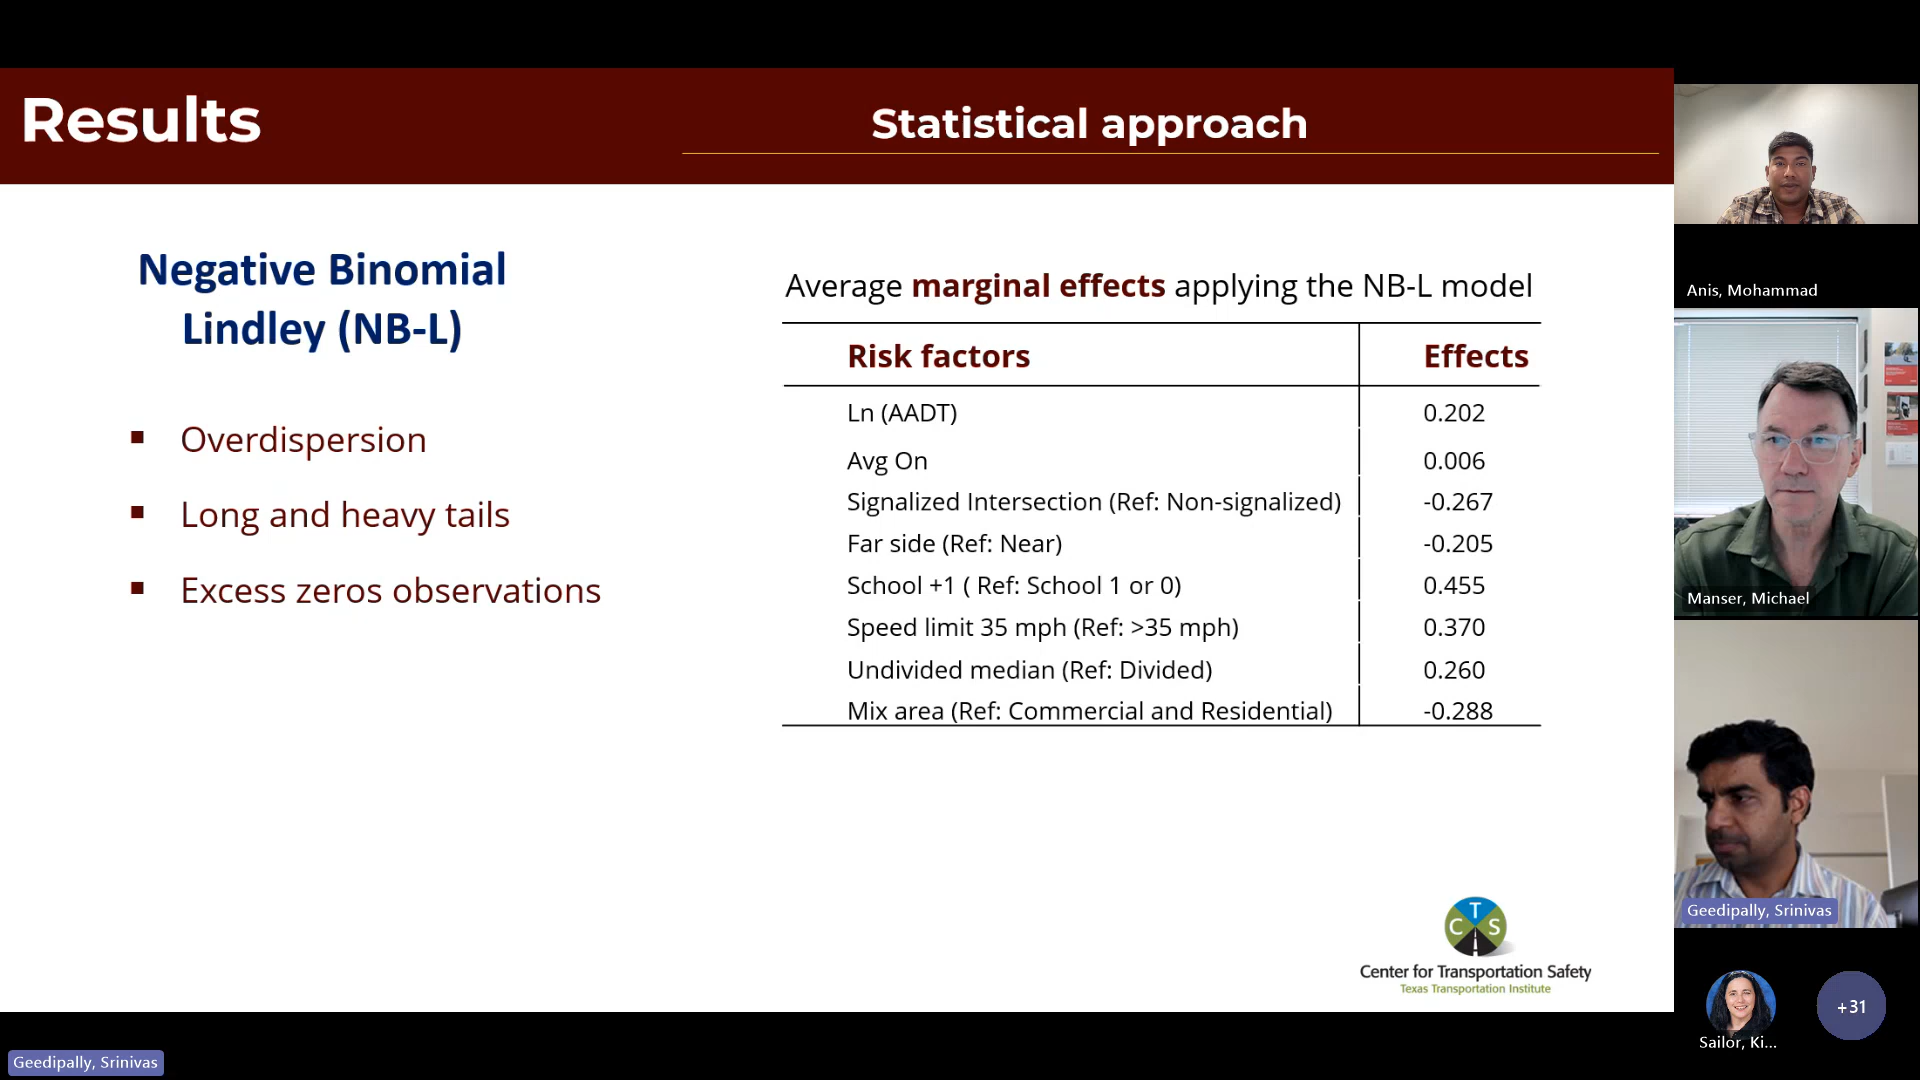 Results
Statistical approach
Negative Binomial
Lindley (NB-L)
▪ Overdispersion
▪ Long and heavy tails
▪ Excess zeros observations
Average marginal effects applying the NB-L model
Risk factors Effects
Ln (AADT) 0.202
Avg On 0.006
Signalized Intersection (Ref: Non-signalized) -0.267
Far side (Ref: Near) -0.205
School +1 ( Ref: School 1 or 0) 0.455
Speed limit 35 mph (Ref: >35 mph) 0.370
Undivided median (Ref: Divided) 0.260
Mix area (Ref: Commercial and Residential) -0.288
C T S
Center for Transportation Safety
Texas Transportation Institute
Anis, Mohammad
Manser, Michael
Geedipally, Srinivas
Sailor, Ki...
+31
Geedipally, Srinivas